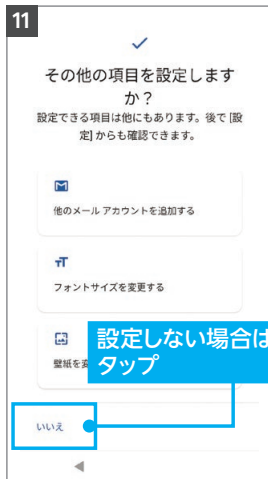 11
その他の項目を設定します
か？
設定できる項目は他にもあります。後で [設
定] からも確認できます。
他のメール アカウントを追加する
フォントサイズを変更する
壁紙を変
設定しない場合は
タップ
いいえ